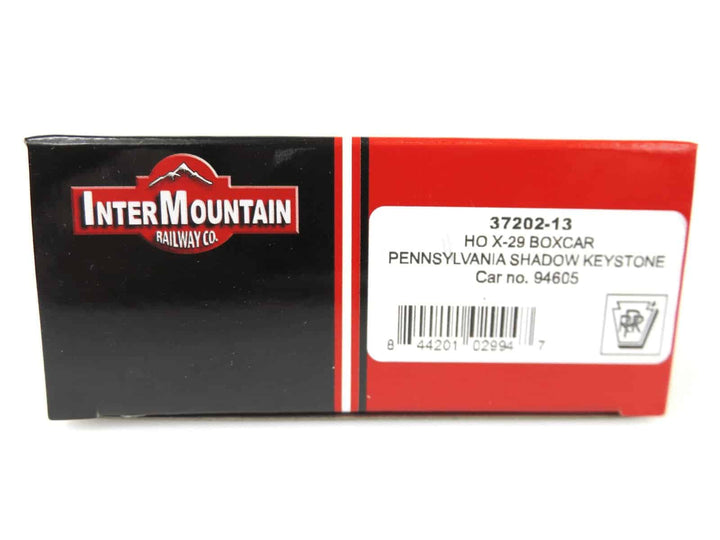 INTERMOUNTAIN
RAILWAY CO.
37202-13
HO X-29 BOXCAR
PENNSYLVANIA SHADOW KEYSTONE
Car no. 94605
8 44201 02994 7
PRR